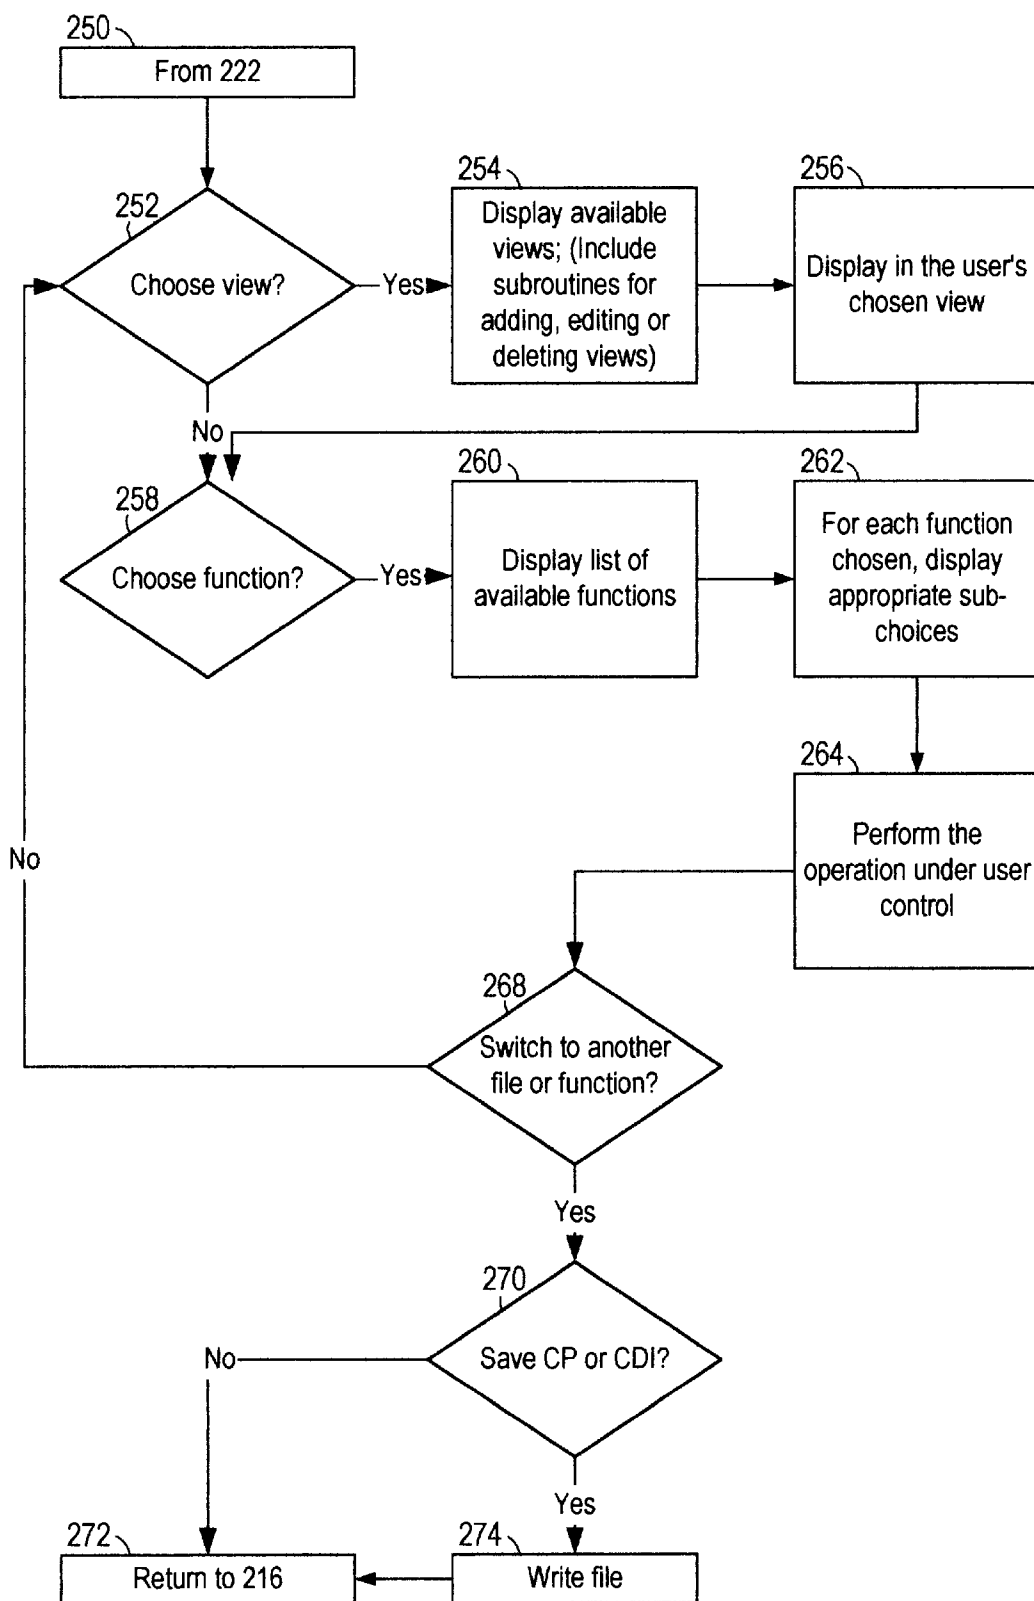 250
From 222
252
Choose view?
Yes
254
Display available
views; (Include
subroutines for
adding, editing or
deleting views)
256
Display in the user's
chosen view
No
258
Choose function?
Yes
260
Display list of
available functions
262
For each function
chosen, display
appropriate sub-
choices
264
Perform the
operation under user
control
No
268
Switch to another
file or function?
Yes
270
Save CP or CDI?
No
Yes
272
Return to 216
274
Write file